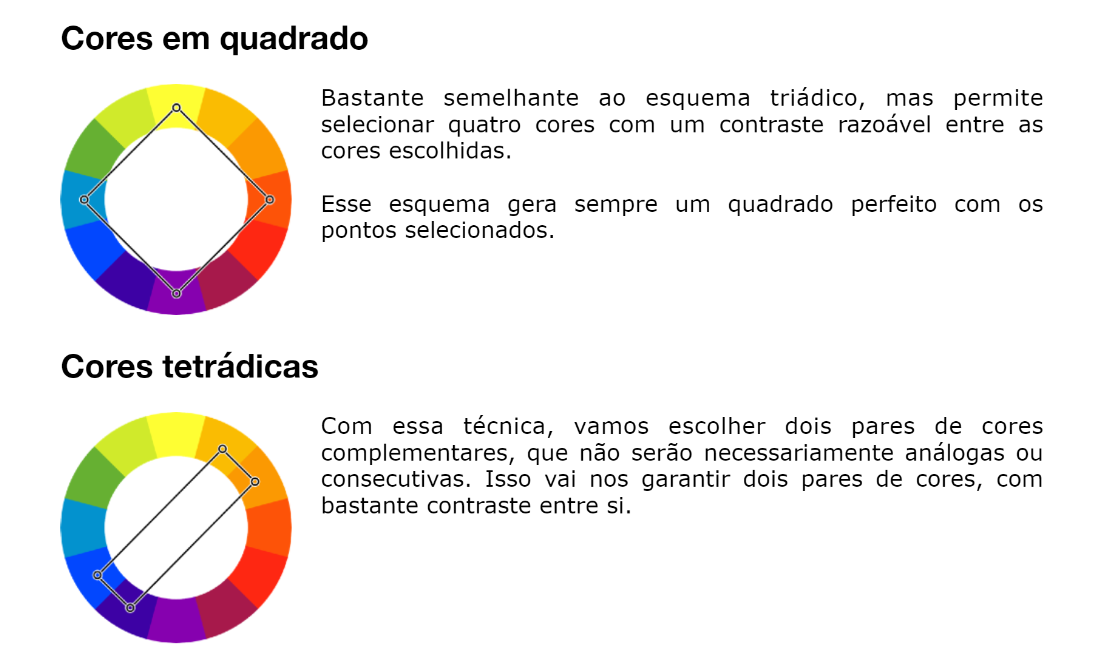 Cores em quadrado
Bastante semelhante ao esquema triádico, mas permite
selecionar quatro cores com um contraste razoável entre as
cores escolhidas.
Esse esquema gera sempre um quadrado perfeito com os
pontos selecionados.
Cores tetrádicas
Com essa técnica, vamos escolher dois pares de cores
complementares, que não serão necessariamente análogas ou
consecutivas. Isso vai nos garantir dois pares de cores, com
bastante contraste entre si.